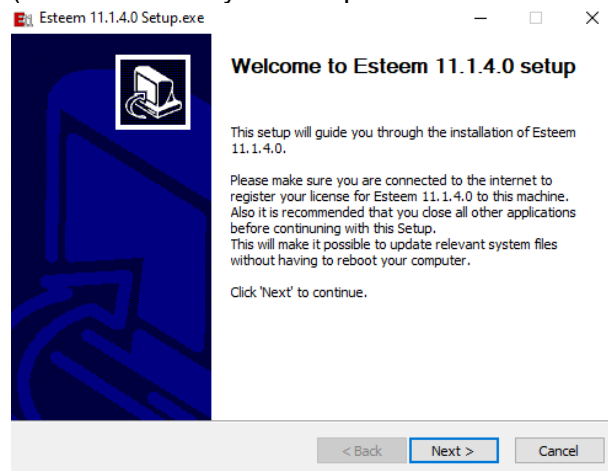 Esteem 11.1.4.0 Setup.exe
Welcome to Esteem 11.1.4.0 setup
This setup will guide you through the installation of Esteem
11.1.4.0.
Please make sure you are connected to the internet to
register your license for Esteem 11.1.4.0 to this machine.
Also it is recommended that you close all other applications
before continuning with this Setup.
This will make it possible to update relevant system files
without having to reboot your computer.
Click 'Next' to continue.
< Back Next > Cancel